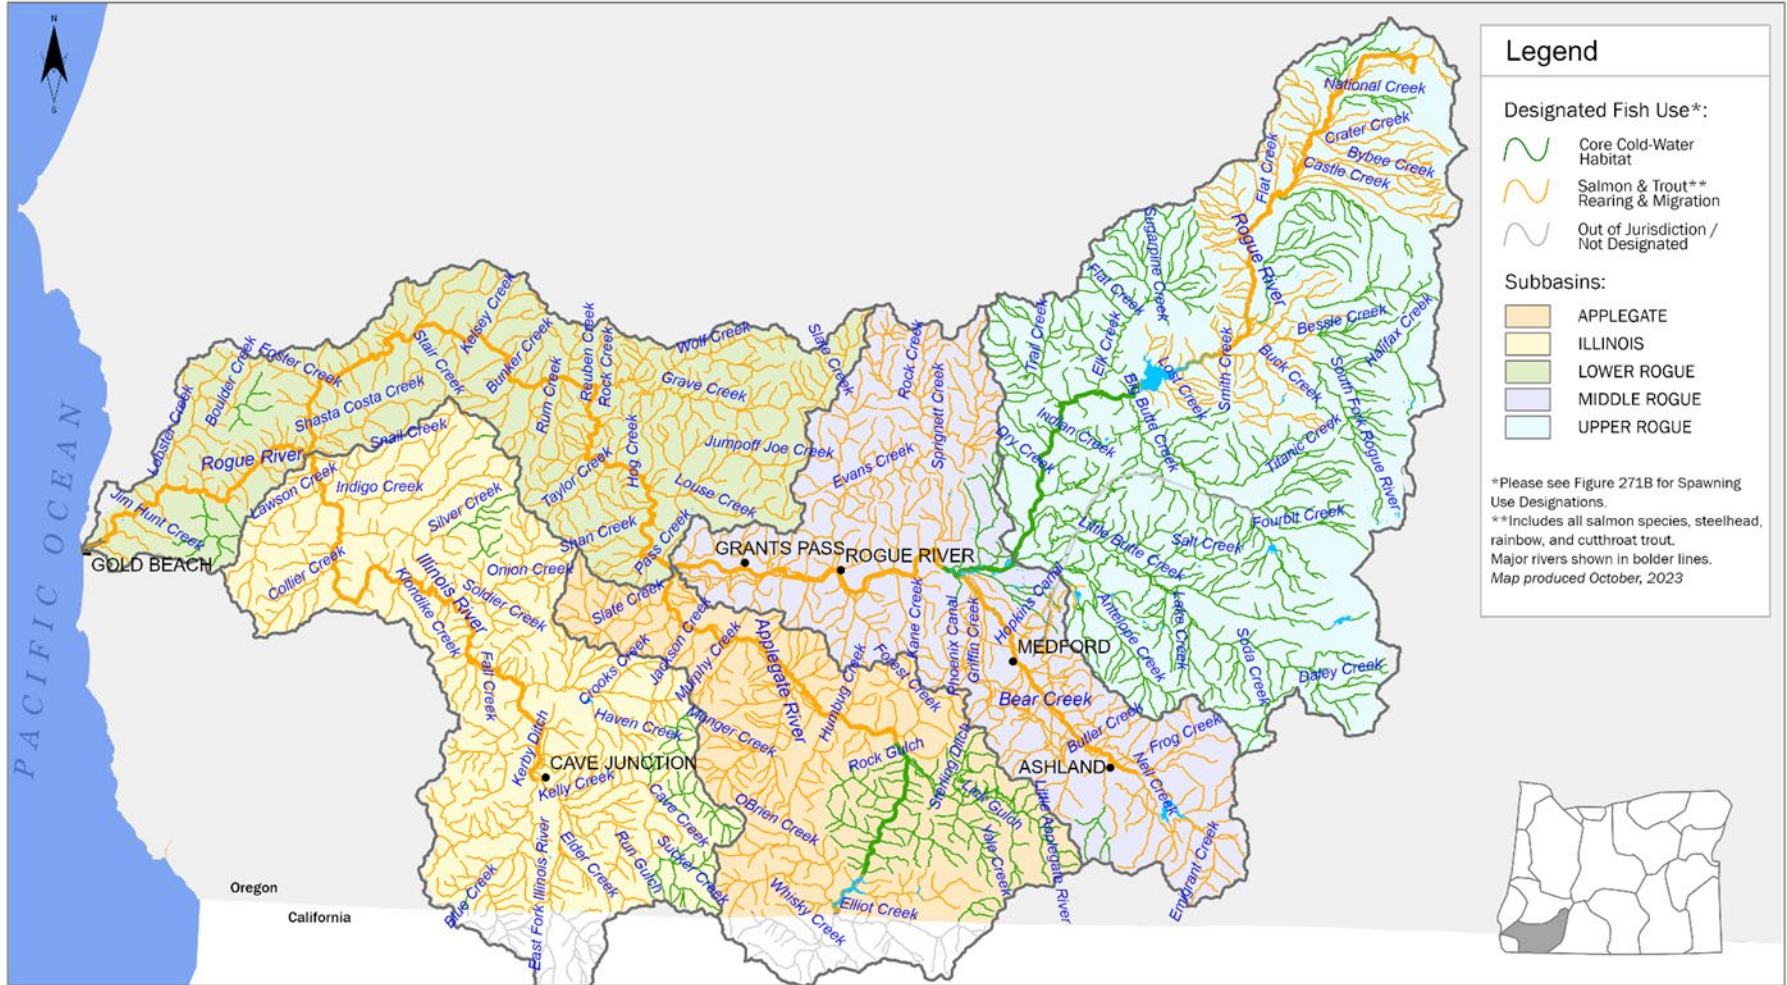 N
S
Legend
Designated Fish Use*:
Core Cold-Water
Habitat
Salmon & Trout**
Rearing & Migration
Out of Jurisdiction /
Not Designated
Subbasins:
APPLEGATE
ILLINOIS
LOWER ROGUE
MIDDLE ROGUE
UPPER ROGUE
*Please see Figure 271B for Spawning
Use Designations.
**Includes all salmon species, steelhead,
rainbow, and cutthroat trout.
Major rivers shown in bolder lines.
Map produced October, 2023
National Creek
Crater Creek
Bybee Creek
Castle Creek
Flat Creek
Rogue River
Sugarpine Creek
Flat Creek
Elk Creek
Trail Creek
Bessie Creek
Halifax Creek
Buck Creek
South Fork Rogue River
Smith Creek
Lost Creek
Big Butte Creek
Indian Creek
Dry Creek
Titanic Creek
Fourbit Creek
Salt Creek
Little Butte Creek
Lake Creek
Antelope Creek
Soda Creek
Daley Creek
Kelsey Creek
Stair Creek
Bunker Creek
Reuben Creek
Rock Creek
Rum Creek
Wolf Creek
Slate Creek
Grave Creek
Foster Creek
Boulder Creek
Lobster Creek
Shasta Costa Creek
Snail Creek
Rogue River
Jumpoff Joe Creek
Hog Creek
Taylor Creek
Louse Creek
Shan Creek
Pass Creek
Jim Hunt Creek
Lawson Creek
Indigo Creek
Silver Creek
Collier Creek
Onion Creek
Illinois River
Klondike Creek
Soldier Creek
Fall Creek
Rock Creek
Sprignett Creek
Evans Creek
GRANTS PASS
ROGUE RIVER
GOLD BEACH
PACIFIC OCEAN
Slate Creek
Jackson Creek
Crooks Creek
Murphy Creek
Applegate River
Humbug Creek
Forest Creek
Kane Creek
Phoenix Canal
Griffin Creek
Hopkins Canal
MEDFORD
Bear Creek
Butler Creek
Frog Creek
ASHLAND
Neil Creek
Emigrant Creek
Haven Creek
Munger Creek
Kerby Ditch
CAVE JUNCTION
Kelly Creek
Rock Gulch
Sterling Ditch
Lick Gulch
Little Applegate River
Yale Creek
OBrien Creek
Cave Creek
Sucker Creek
Run Gulch
Elder Creek
East Fork Illinois River
Blue Creek
Whisky Creek
Elliot Creek
Oregon
California